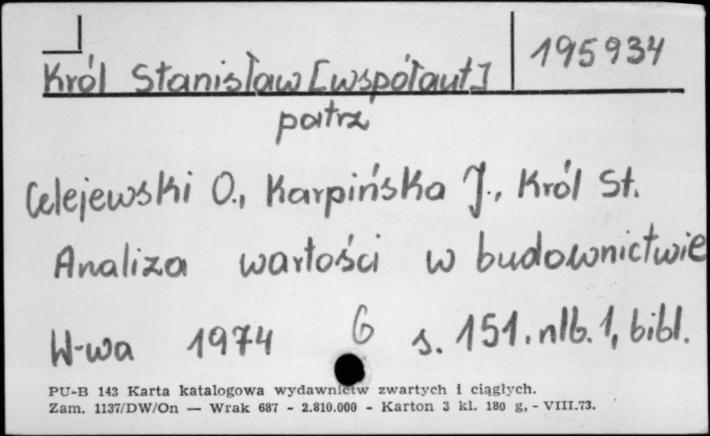 Król Stanisław [współaut] 195934
patrz
Celejewski O., Karpińska J., Król St.
Analiza wartości w budownictwie
W-wa 1974 6 s. 151. nlb. 1, bibl.
PU-B 143 Karta katalogowa wydawnictw zwartych i ciągłych.
Zam. 1137/DW/On — Wrak 687 - 2.810.000 - Karton 3 kl. 180 g, - VIII.73.